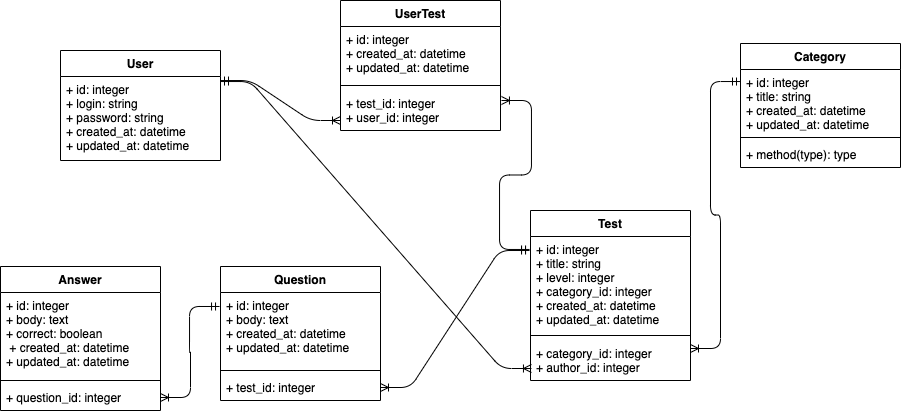 UserTest
+ id: integer
+ created_at: datetime
+ updated_at: datetime
+ test_id: integer
+ user_id: integer
User
+ id: integer
+ login: string
+ password: string
+ created_at: datetime
+ updated_at: datetime
Category
+ id: integer
+ title: string
+ created_at: datetime
+ updated_at: datetime
+ method(type): type
Test
+ id: integer
+ title: string
+ level: integer
+ category_id: integer
+ created_at: datetime
+ updated_at: datetime
+ category_id: integer
+ author_id: integer
Answer
+ id: integer
+ body: text
+ correct: boolean
+ created_at: datetime
+ updated_at: datetime
+ question_id: integer
Question
+ id: integer
+ body: text
+ created_at: datetime
+ updated_at: datetime
+ test_id: integer